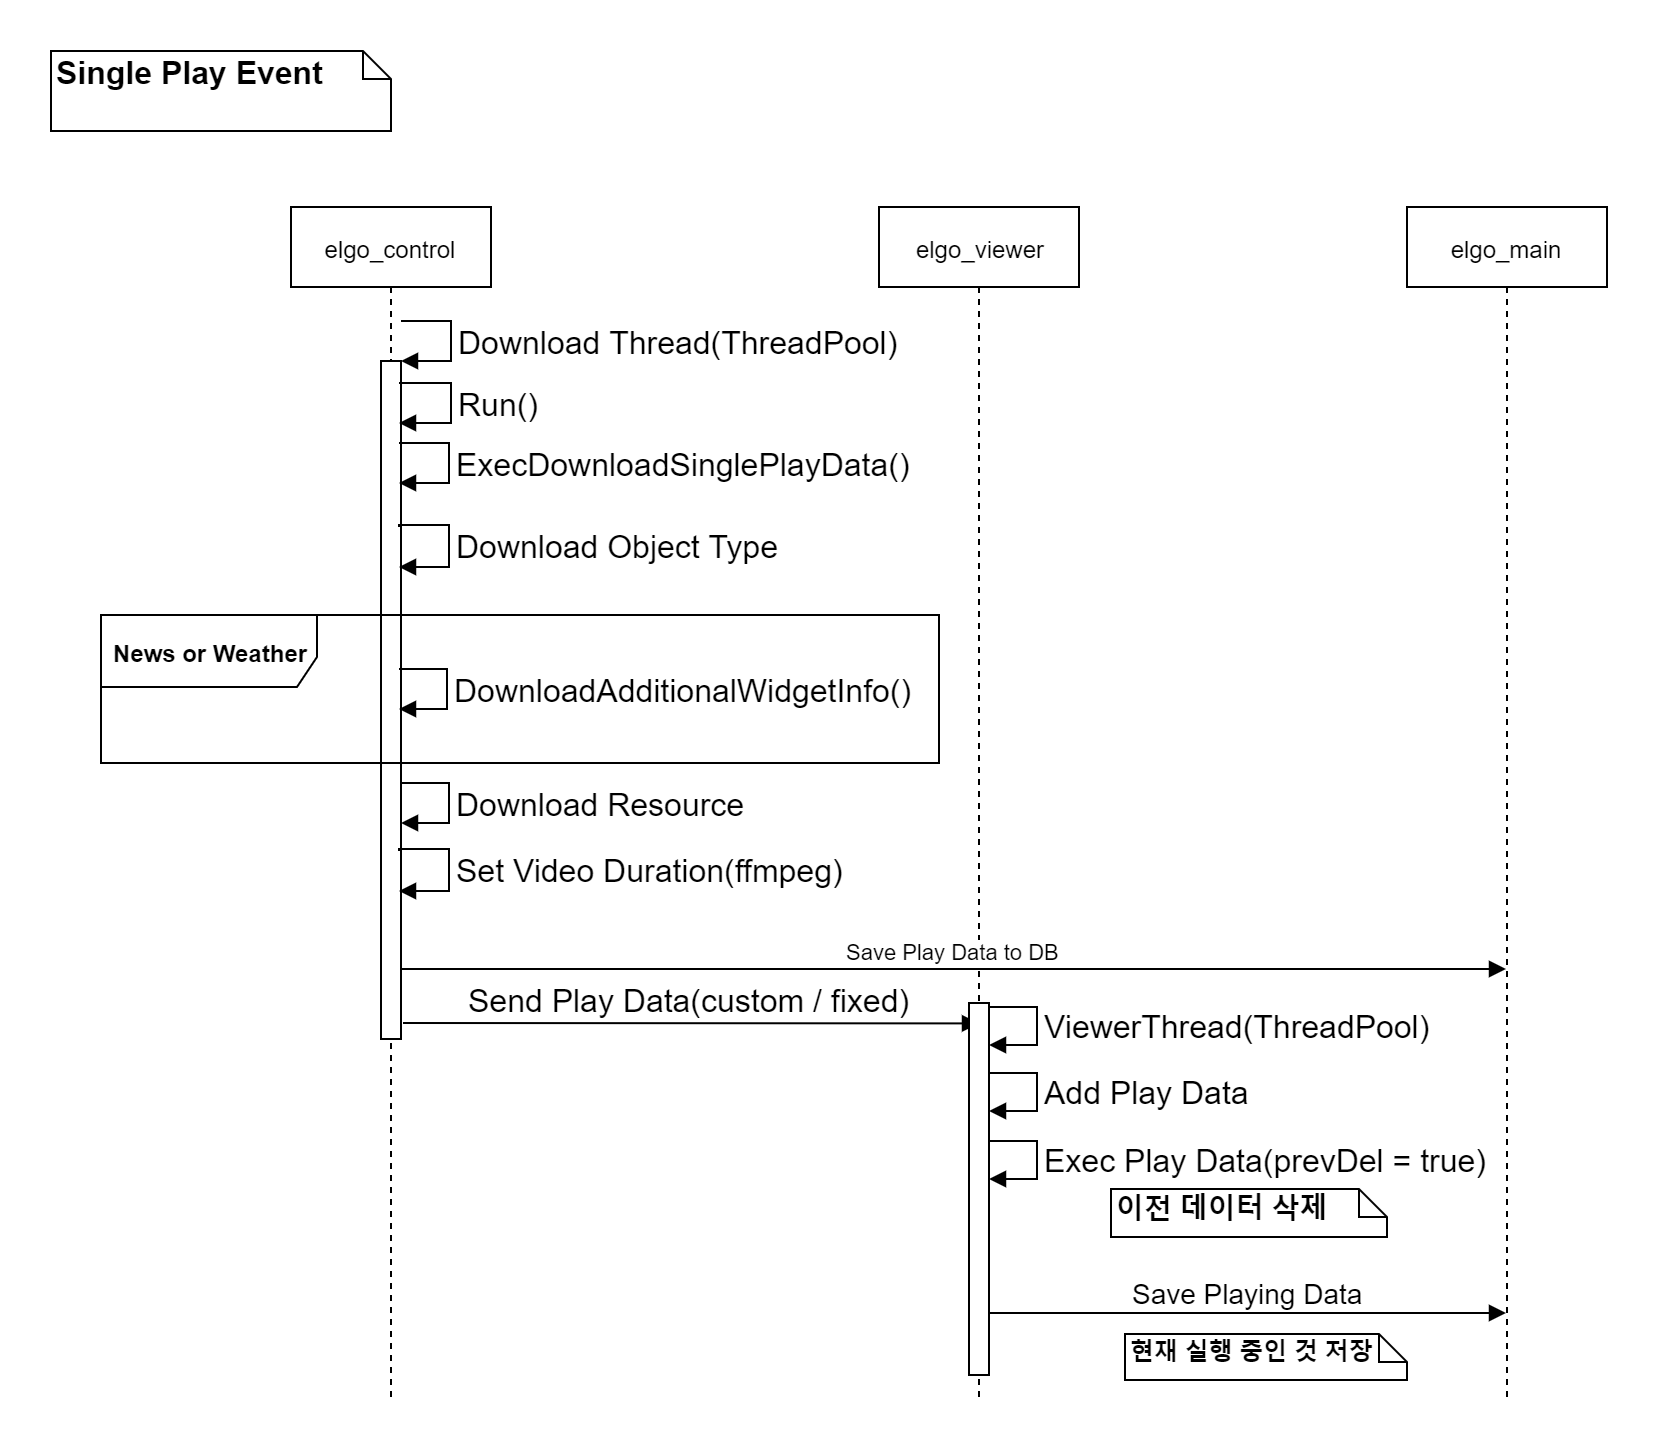 Single Play Event
elgo_control
elgo_viewer
elgo_main
Download Thread(ThreadPool)
Run()
ExecDownloadSinglePlayData()
Download Object Type
News or Weather
DownloadAdditionalWidgetInfo()
Download Resource
Set Video Duration(ffmpeg)
Save Play Data to DB
Send Play Data(custom / fixed)
ViewerThread(ThreadPool)
Add Play Data
Exec Play Data(prevDel = true)
이전 데이터 삭제
Save Playing Data
현재 실행 중인 것 저장